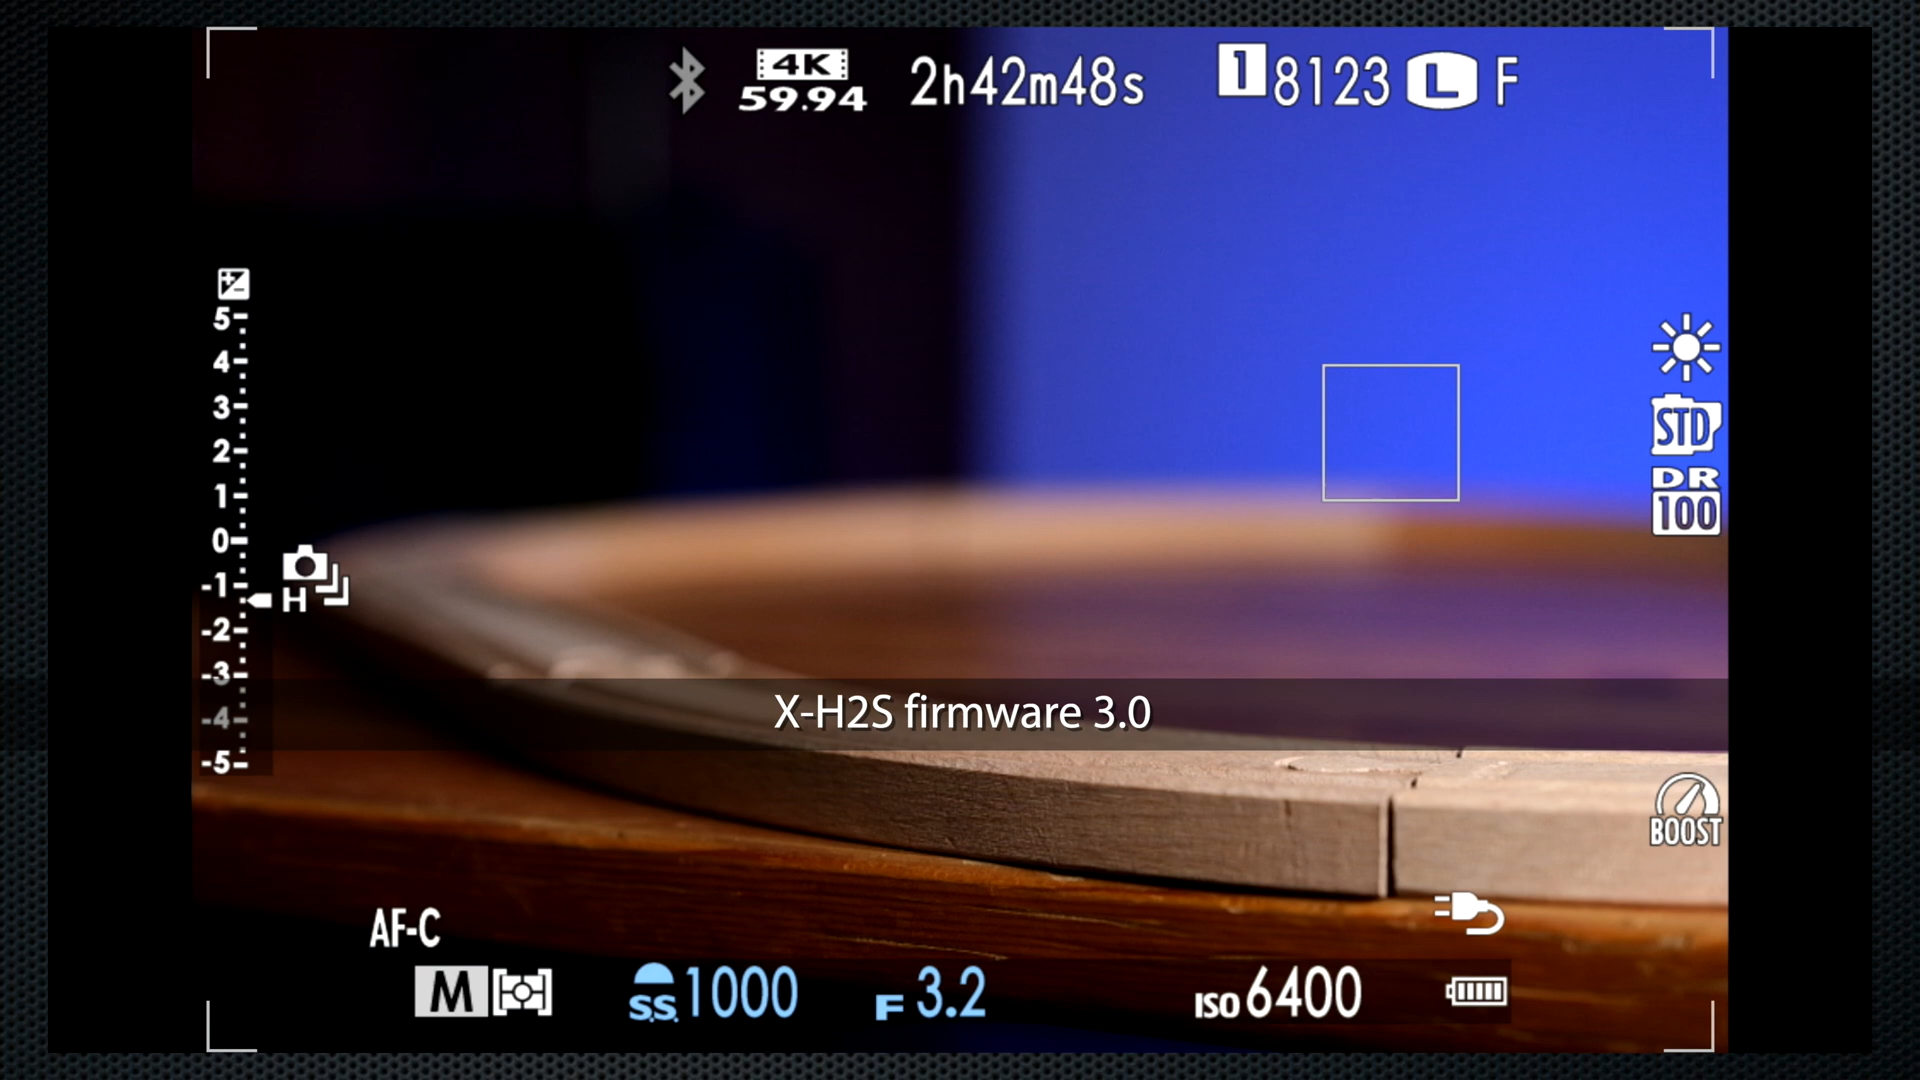 4K
59.94
2h42m48s
1 8123 L F
5
4
3
2
1
0
-1
-2
-3
-4
-5
H
STD
DR
100
X-H2S firmware 3.0
BOOST
AF-C
M
S.S. 1000
F 3.2
ISO 6400